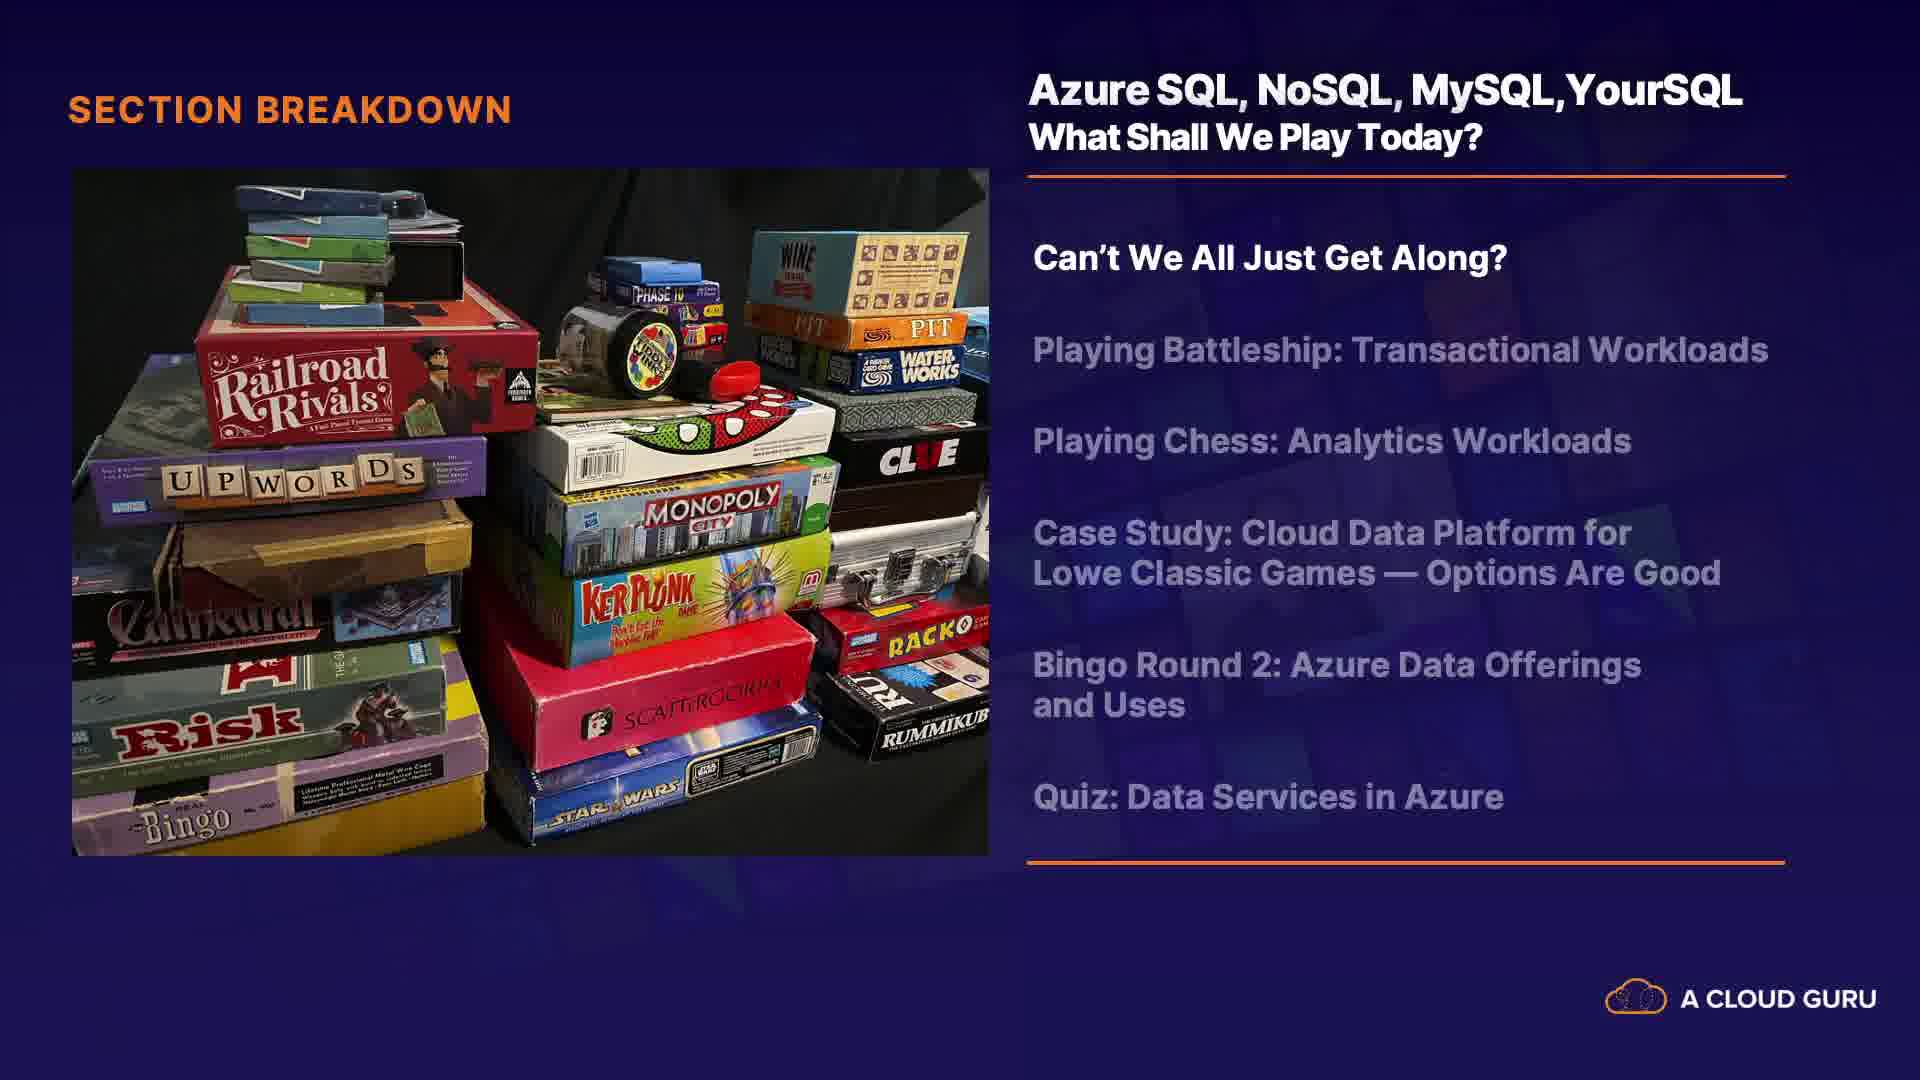 SECTION BREAKDOWN
Azure SQL, NoSQL, MySQL,YourSQL
What Shall We Play Today?
Can’t We All Just Get Along?
Playing Battleship: Transactional Workloads
Playing Chess: Analytics Workloads
Case Study: Cloud Data Platform for
Lowe Classic Games — Options Are Good
Bingo Round 2: Azure Data Offerings
and Uses
Quiz: Data Services in Azure
Railroad
Rivals
UPWORDS
Cathedral
Risk
REAL
Bingo
PHASE 10
MONOPOLY
CITY
KERPLUNK
GAME
SCATTERGORIES
STAR WARS
WINE
PIT
PIT
WATER
WORKS
CLUE
RACKO
RUMMIKUB
A CLOUD GURU